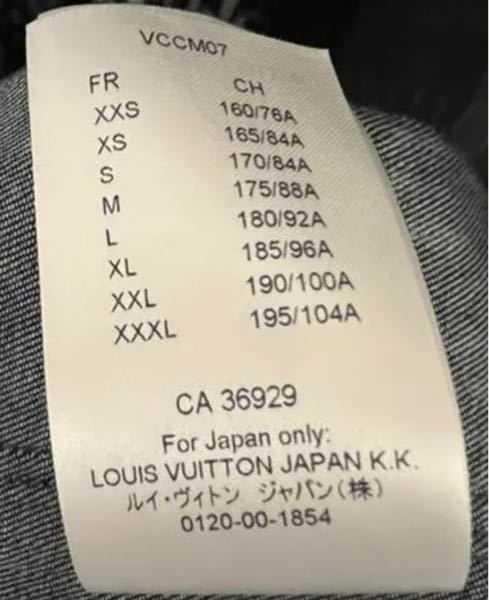 VCCM07
FR CH
XXS 160/76A
XS 165/84A
S 170/84A
M 175/88A
L 180/92A
XL 185/96A
XXL 190/100A
XXXL 195/104A
CA 36929
For Japan only:
LOUIS VUITTON JAPAN K.K.
ルイ・ヴィトン ジャパン(株)
0120-00-1854